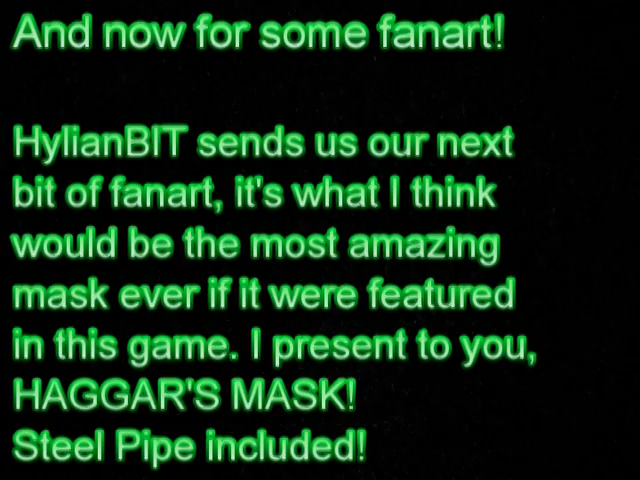 And now for some fanart!
HylianBIT sends us our next
bit of fanart, it's what I think
would be the most amazing
mask ever if it were featured
in this game. I present to you,
HAGGAR'S MASK!
Steel Pipe included!